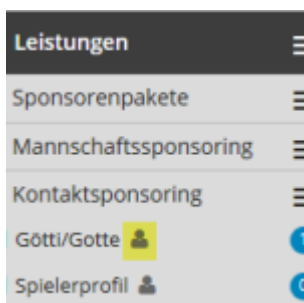 Leistungen
Sponsorenpakete
Mannschaftssponsoring
Kontaktsponsoring
Götti/Gotte
Spielerprofil